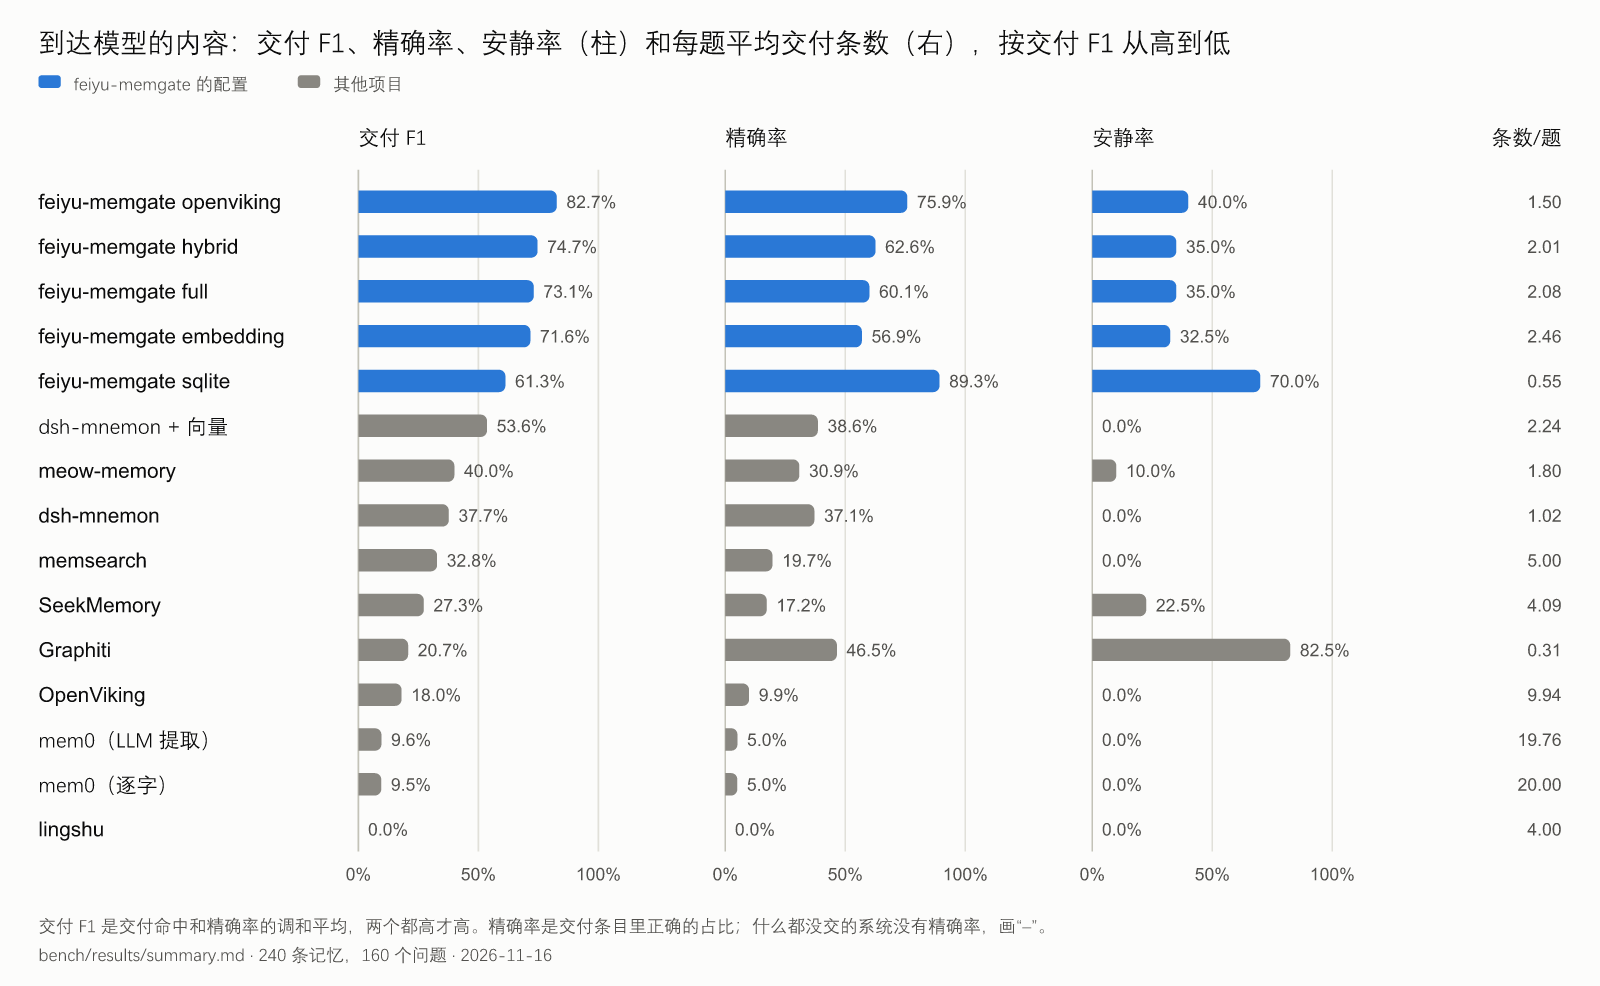 到达模型的内容：交付 F1、精确率、安静率（柱）和每题平均交付条数（右），按交付 F1 从高到低
feiyu-memgate 的配置 其他项目
交付 F1 精确率 安静率 条数/题
feiyu-memgate openviking 82.7% 75.9% 40.0% 1.50
feiyu-memgate hybrid 74.7% 62.6% 35.0% 2.01
feiyu-memgate full 73.1% 60.1% 35.0% 2.08
feiyu-memgate embedding 71.6% 56.9% 32.5% 2.46
feiyu-memgate sqlite 61.3% 89.3% 70.0% 0.55
dsh-mnemon + 向量 53.6% 38.6% 0.0% 2.24
meow-memory 40.0% 30.9% 10.0% 1.80
dsh-mnemon 37.7% 37.1% 0.0% 1.02
memsearch 32.8% 19.7% 0.0% 5.00
SeekMemory 27.3% 17.2% 22.5% 4.09
Graphiti 20.7% 46.5% 82.5% 0.31
OpenViking 18.0% 9.9% 0.0% 9.94
mem0（LLM 提取） 9.6% 5.0% 0.0% 19.76
mem0（逐字） 9.5% 5.0% 0.0% 20.00
lingshu 0.0% 0.0% 0.0% 4.00
0% 50% 100% 0% 50% 100% 0% 50% 100%
交付 F1 是交付命中和精确率的调和平均，两个都高才高。精确率是交付条目里正确的占比；什么都没交的系统没有精确率，画“–”。
bench/results/summary.md · 240 条记忆，160 个问题 · 2026-11-16